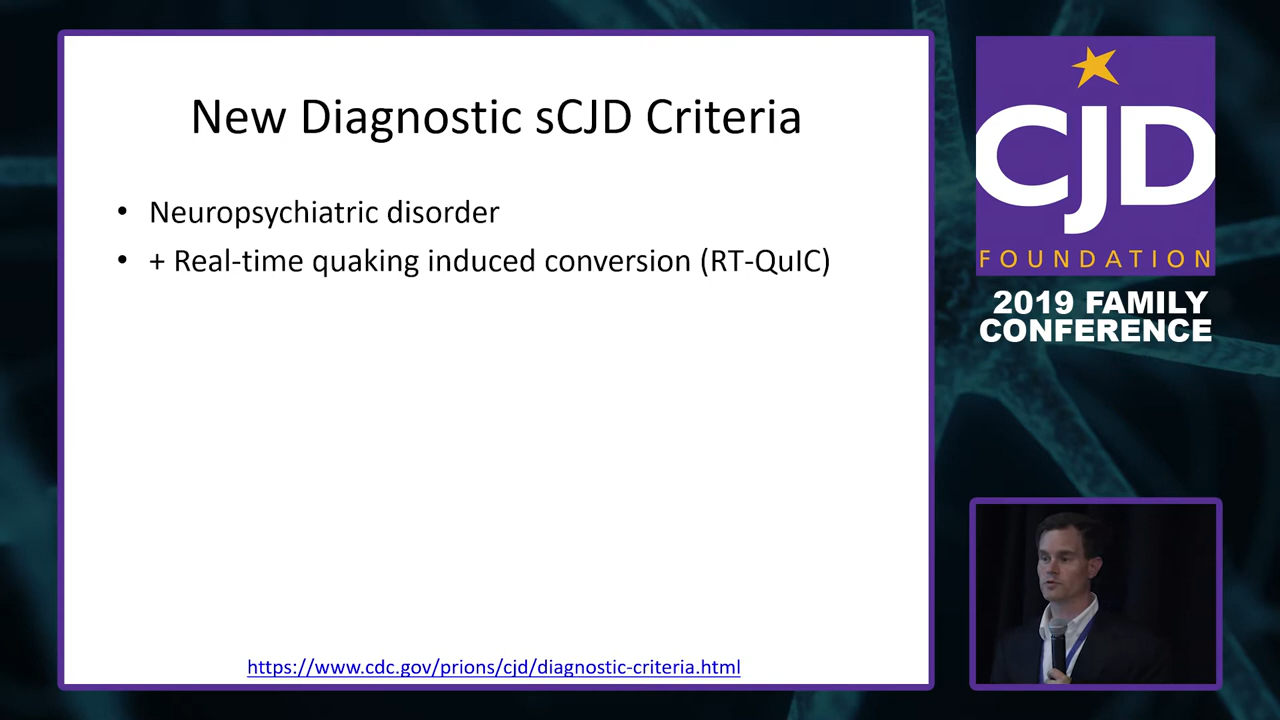 New Diagnostic sCJD Criteria
• Neuropsychiatric disorder
• + Real-time quaking induced conversion (RT-QuIC)
https://www.cdc.gov/prions/cjd/diagnostic-criteria.html
CJD
FOUNDATION
2019 FAMILY
CONFERENCE